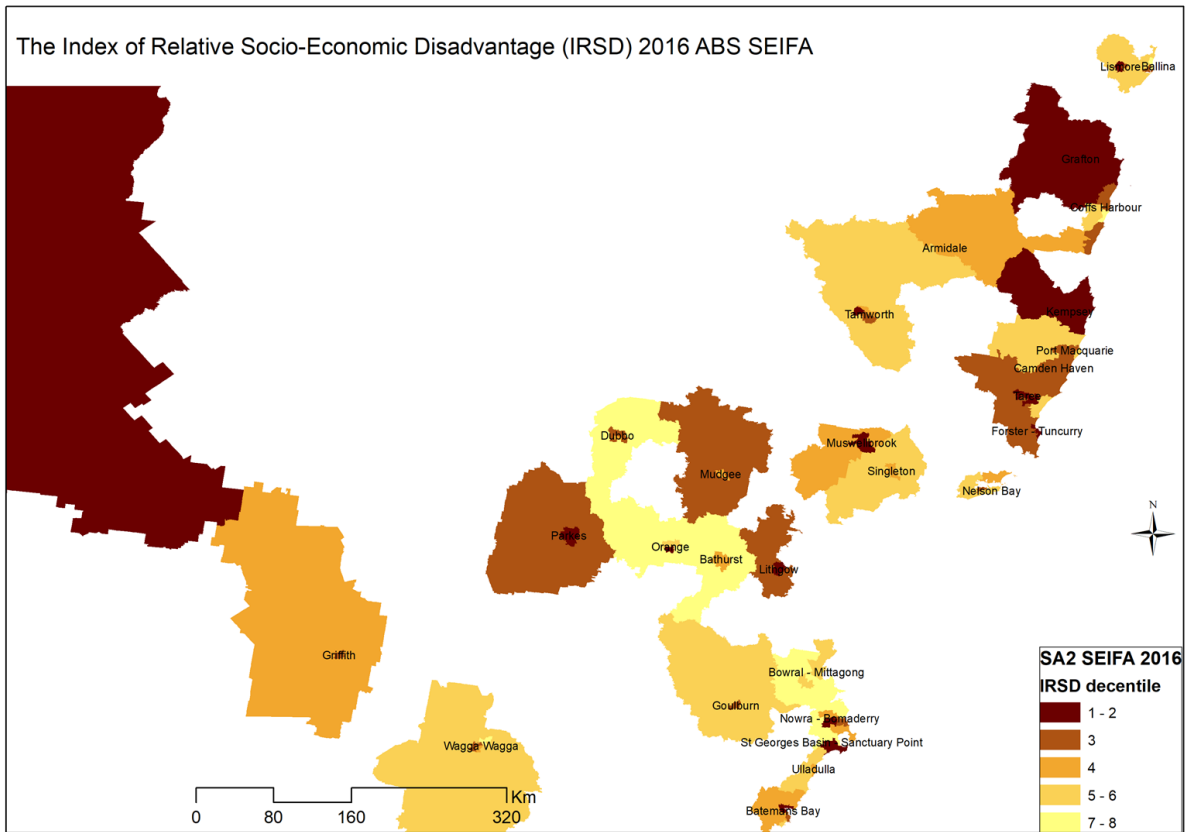 The Index of Relative Socio-Economic Disadvantage (IRSD) 2016 ABS SEIFA
Lismore Ballina
Grafton
Coffs Harbour
Armidale
Kempsey
Tamworth
Port Macquarie
Camden Haven
Taree
Forster - Tuncurry
Dubbo
Muswellbrook
Mudgee
Singleton
Nelson Bay
N
Parkes
Orange
Bathurst
Lithgow
Griffith
Bowral - Mittagong
Goulburn
Nowra - Bomaderry
St Georges Basin - Sanctuary Point
Wagga Wagga
Ulladulla
Batemans Bay
Km
0 80 160 320
SA2 SEIFA 2016
IRSD decentile
1 - 2
3
4
5 - 6
7 - 8